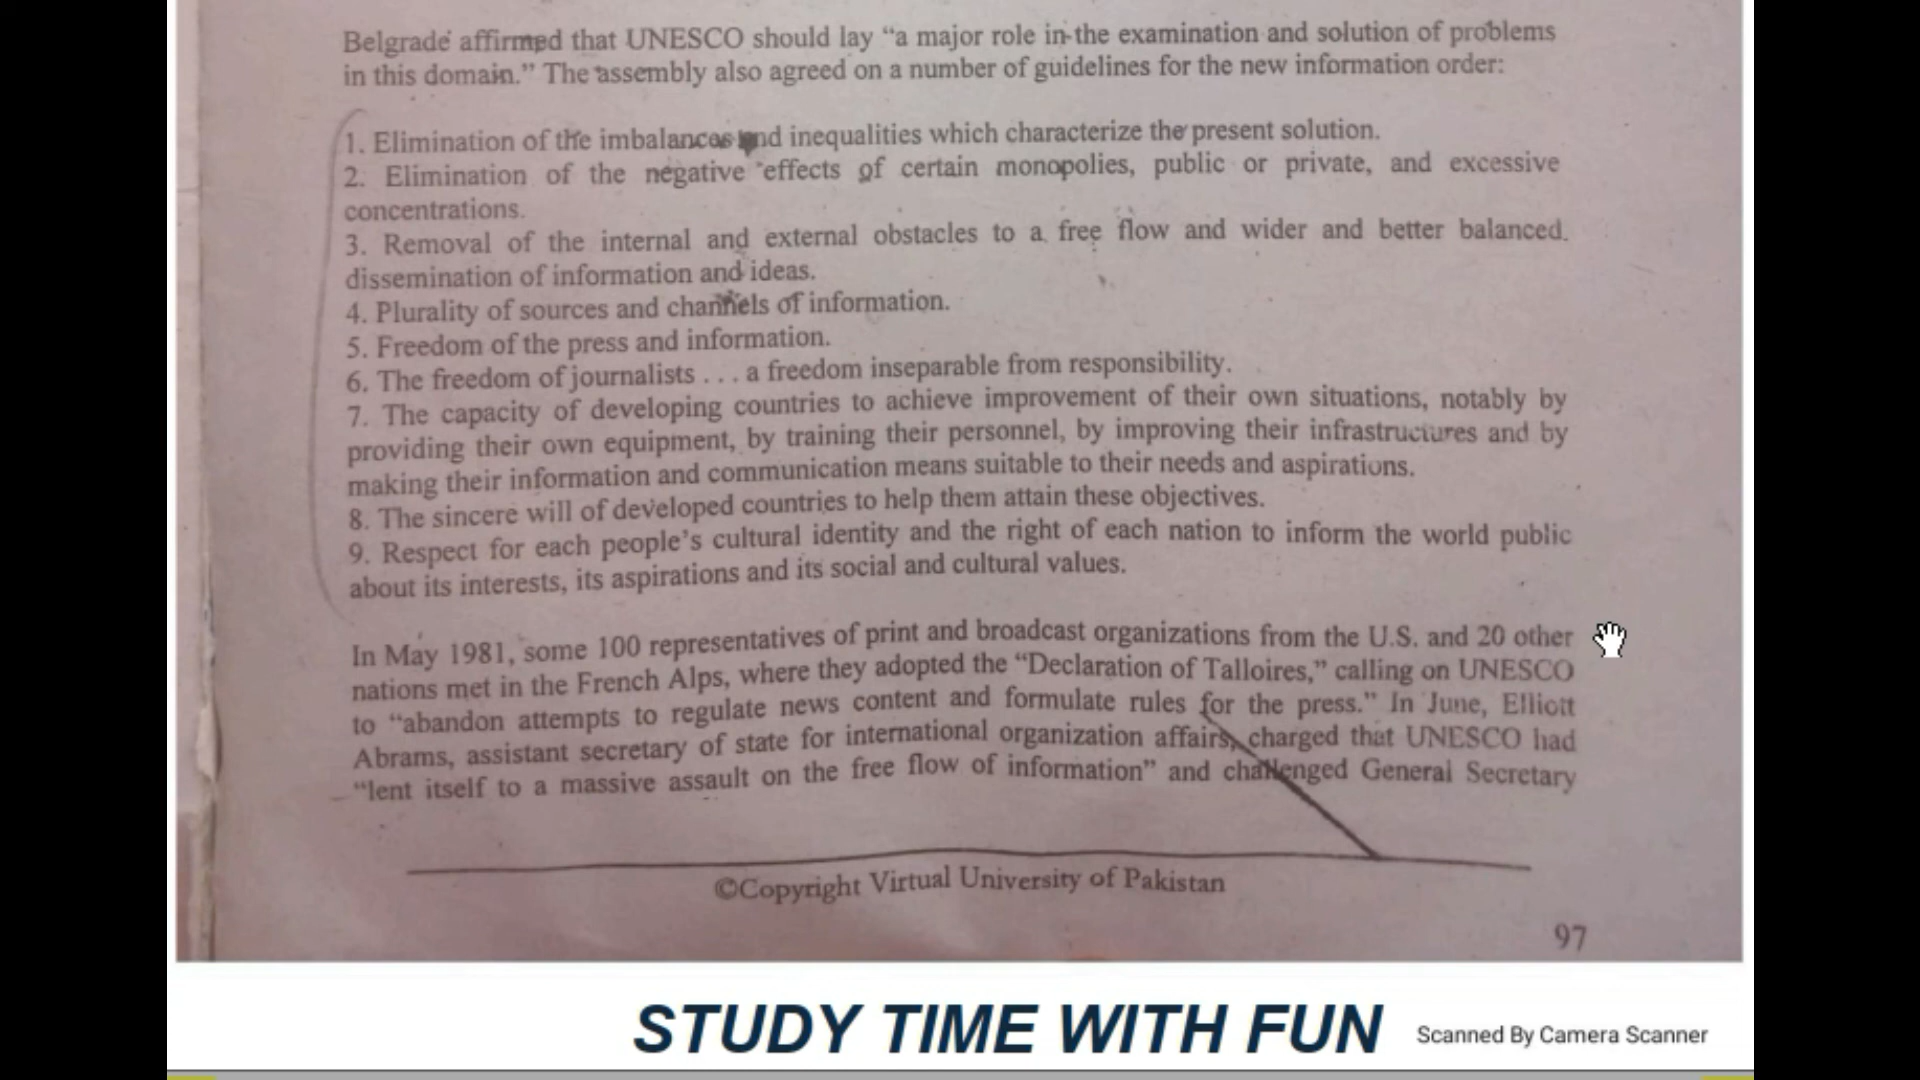 Belgrade affirmed that UNESCO should lay “a major role in the examination and solution of problems
in this domain.” The assembly also agreed on a number of guidelines for the new information order:
1. Elimination of the imbalances and inequalities which characterize the present solution.
2. Elimination of the negative effects of certain monopolies, public or private, and excessive
concentrations.
3. Removal of the internal and external obstacles to a free flow and wider and better balanced.
dissemination of information and ideas.
4. Plurality of sources and channels of information.
5. Freedom of the press and information.
6. The freedom of journalists . . . a freedom inseparable from responsibility.
7. The capacity of developing countries to achieve improvement of their own situations, notably by
providing their own equipment, by training their personnel, by improving their infrastructures and by
making their information and communication means suitable to their needs and aspirations.
8. The sincere will of developed countries to help them attain these objectives.
9. Respect for each people’s cultural identity and the right of each nation to inform the world public
about its interests, its aspirations and its social and cultural values.
In May 1981, some 100 representatives of print and broadcast organizations from the U.S. and 20 other
nations met in the French Alps, where they adopted the “Declaration of Talloires,” calling on UNESCO
to “abandon attempts to regulate news content and formulate rules for the press.” In June, Elliott
Abrams, assistant secretary of state for international organization affairs, charged that UNESCO had
“lent itself to a massive assault on the free flow of information” and challenged General Secretary
©Copyright Virtual University of Pakistan
97
STUDY TIME WITH FUN
Scanned By Camera Scanner